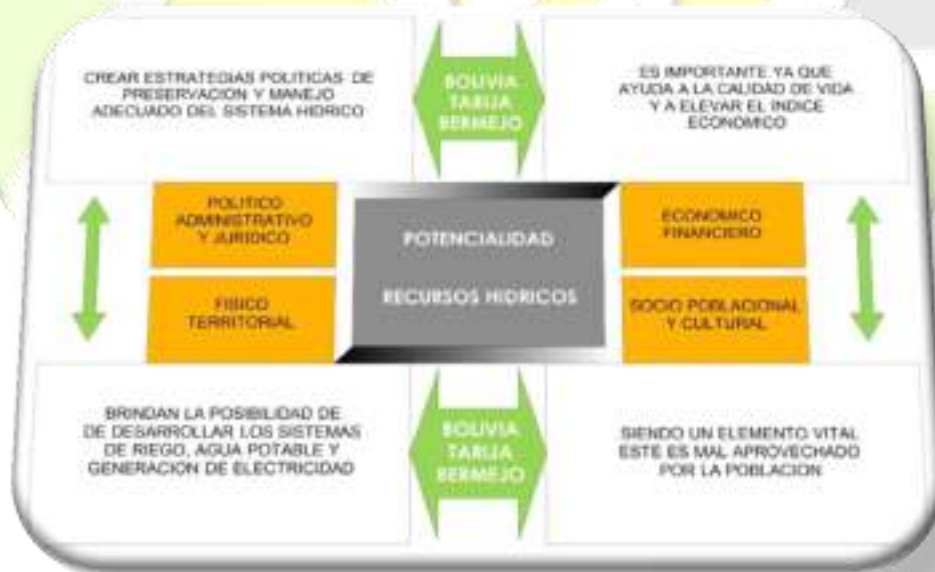 CREAR ESTRATEGIAS POLITICAS DE
PRESERVACION Y MANEJO
ADECUADO DEL SISTEMA HIDRICO
BOLIVIA
TARIJA
BERMEJO
ES IMPORTANTE YA QUE
AYUDA A LA CALIDAD DE VIDA
Y A ELEVAR EL INDICE
ECONOMICO
POLITICO
ADMINISTRATIVO
Y JURIDICO
POTENCIALIDAD
RECURSOS HIDRICOS
ECONOMICO
FINANCIERO
FISICO
TERRITORIAL
SOCIO POBLACIONAL
Y CULTURAL
BRINDAN LA POSIBILIDAD DE
DE DESARROLLAR LOS SISTEMAS
DE RIEGO, AGUA POTABLE Y
GENERACION DE ELECTRICIDAD
BOLIVIA
TARIJA
BERMEJO
SIENDO UN ELEMENTO VITAL
ESTE ES MAL APROVECHADO
POR LA POBLACION